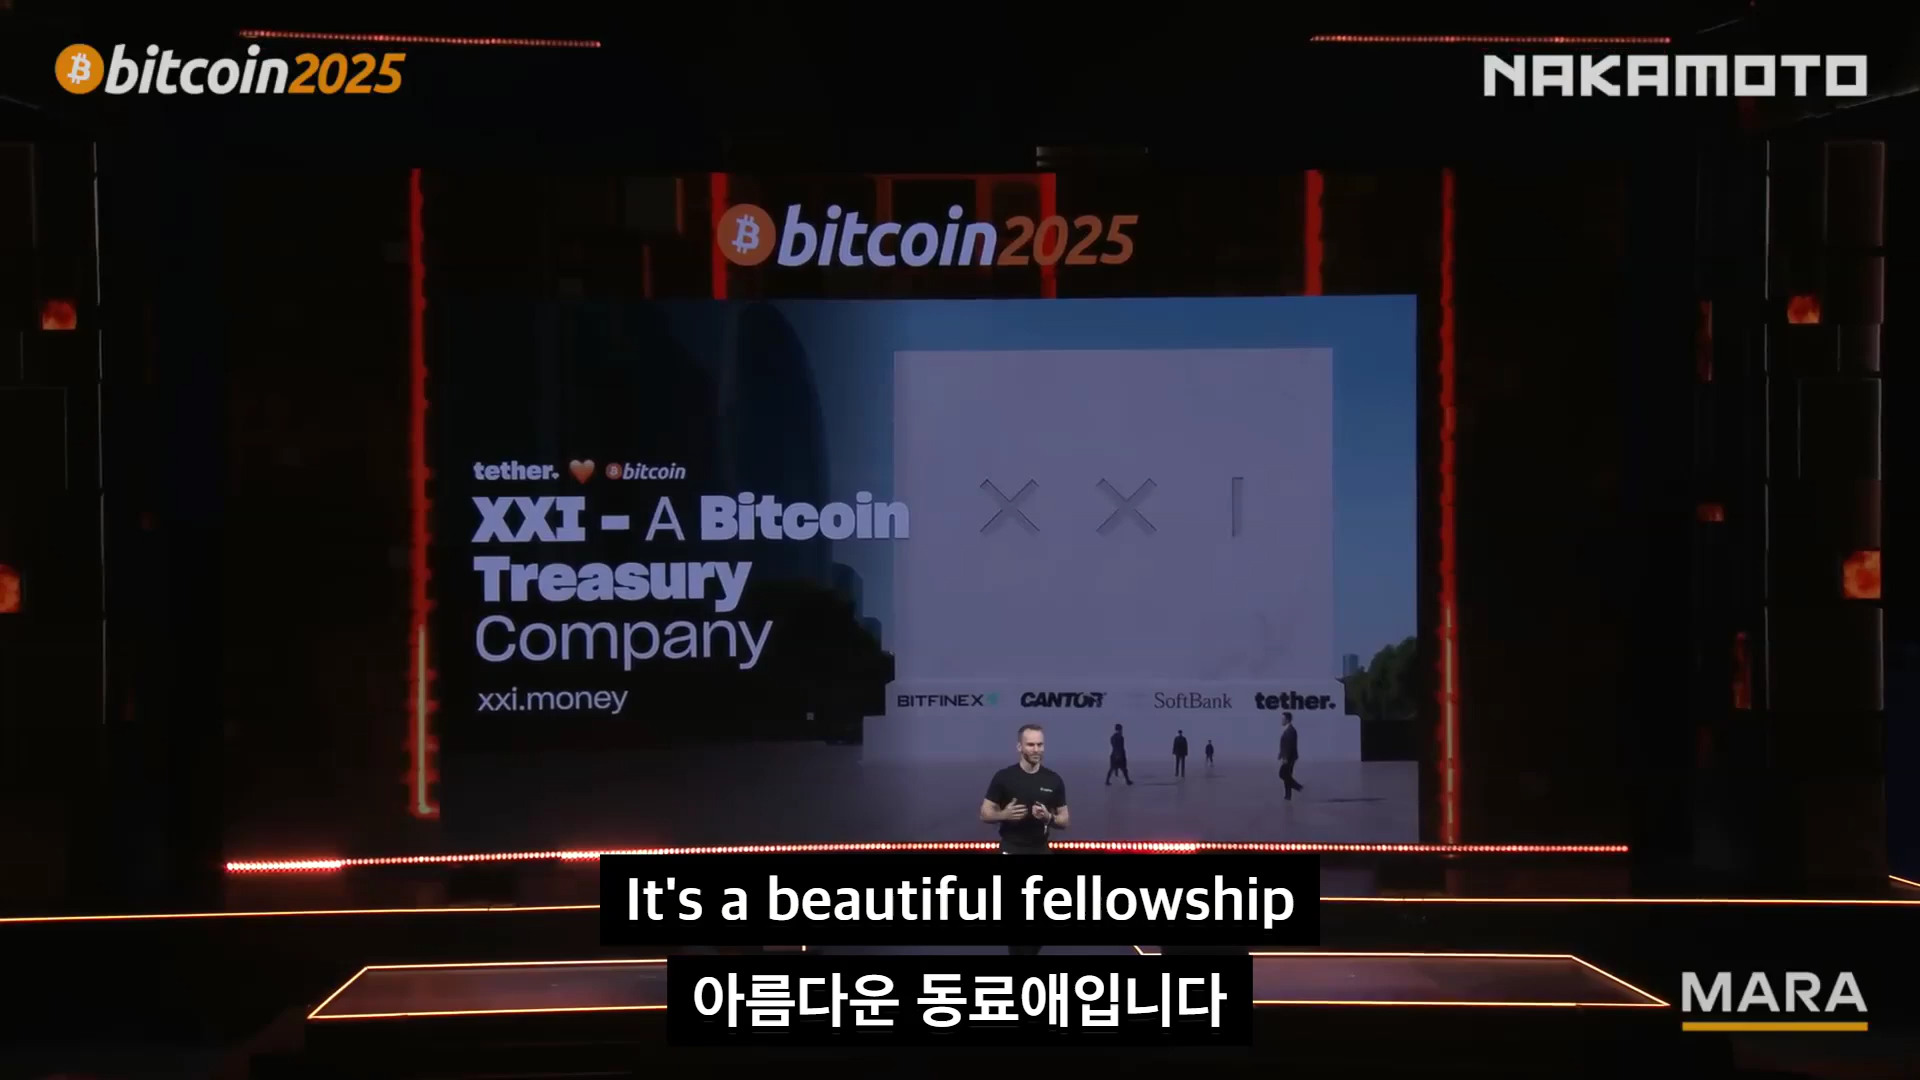 bitcoin2025
NAKAMOTO
bitcoin2025
tether. bitcoin
XXI - A Bitcoin
Treasury
Company
xxi.money
X X I
BITFINEX CANTOR SoftBank tether.
It's a beautiful fellowship
아름다운 동료애입니다
MARA